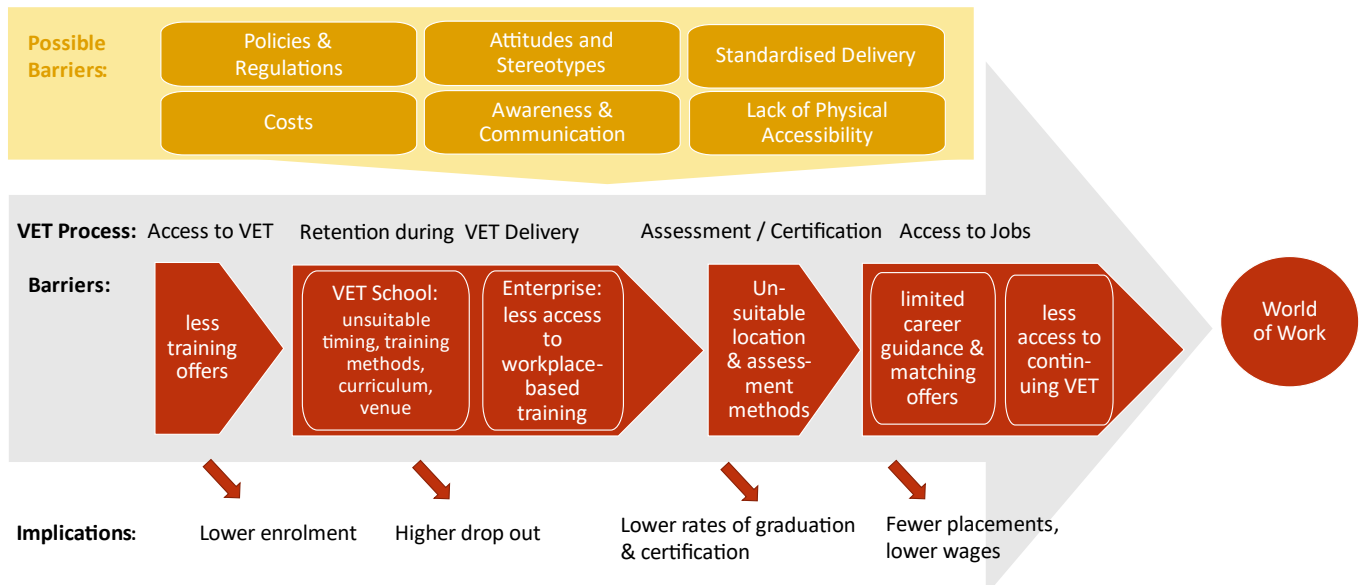 Possible
Barriers:
Policies &
Regulations
Attitudes and
Stereotypes
Standardised Delivery
Costs
Awareness &
Communication
Lack of Physical
Accessibility
VET Process:
Access to VET
Retention during VET Delivery
Assessment / Certification
Access to Jobs
Barriers:
less
training
offers
VET School:
unsuitable
timing, training
methods,
curriculum,
venue
Enterprise:
less access
to
workplace-
based
training
Un-
suitable
location
& assess-
ment
methods
limited
career
guidance &
matching
offers
less
access to
contin-
uing VET
World
of Work
Implications:
Lower enrolment
Higher drop out
Lower rates of graduation
& certification
Fewer placements,
lower wages